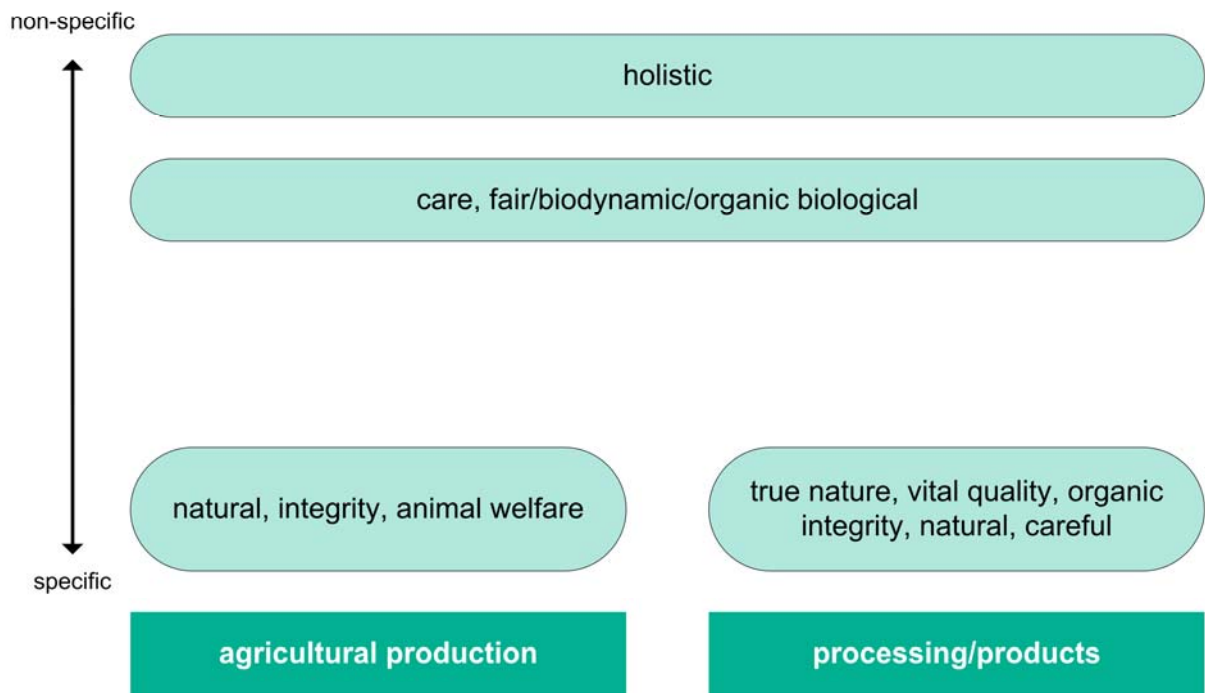 non-specific
holistic
care, fair/biodynamic/organic biological
natural, integrity, animal welfare
true nature, vital quality, organic
integrity, natural, careful
specific
agricultural production
processing/products